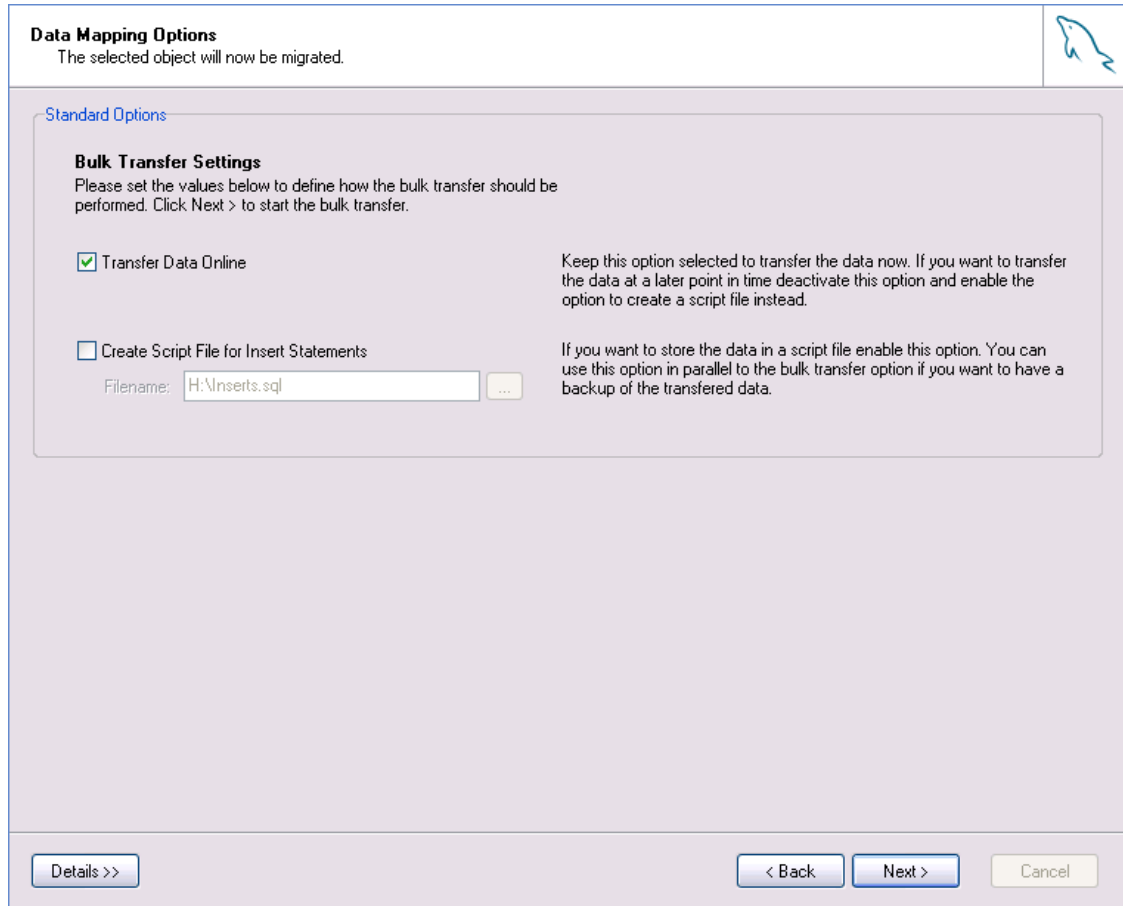 Data Mapping Options
The selected object will now be migrated.
Standard Options
Bulk Transfer Settings
Please set the values below to define how the bulk transfer should be
performed. Click Next > to start the bulk transfer.
Transfer Data Online
Keep this option selected to transfer the data now. If you want to transfer
the data at a later point in time deactivate this option and enable the
option to create a script file instead.
Create Script File for Insert Statements
If you want to store the data in a script file enable this option. You can
use this option in parallel to the bulk transfer option if you want to have a
backup of the transfered data.
Filename: H:\Inserts.sql ...
Details >>
< Back
Next >
Cancel